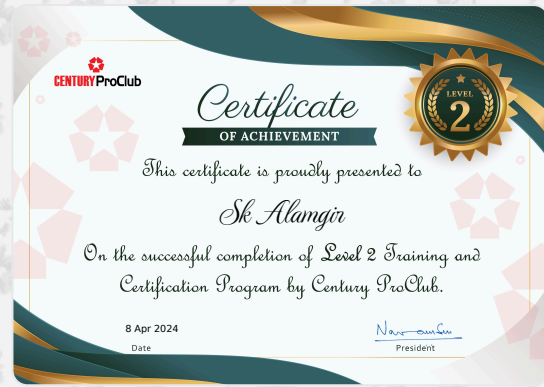 CENTURY ProClub
LEVEL
2
Certificate
OF ACHIEVEMENT
This certificate is proudly presented to
Sk Alamgir
On the successful completion of Level 2 Training and
Certification Program by Century ProClub.
8 Apr 2024
Date
President